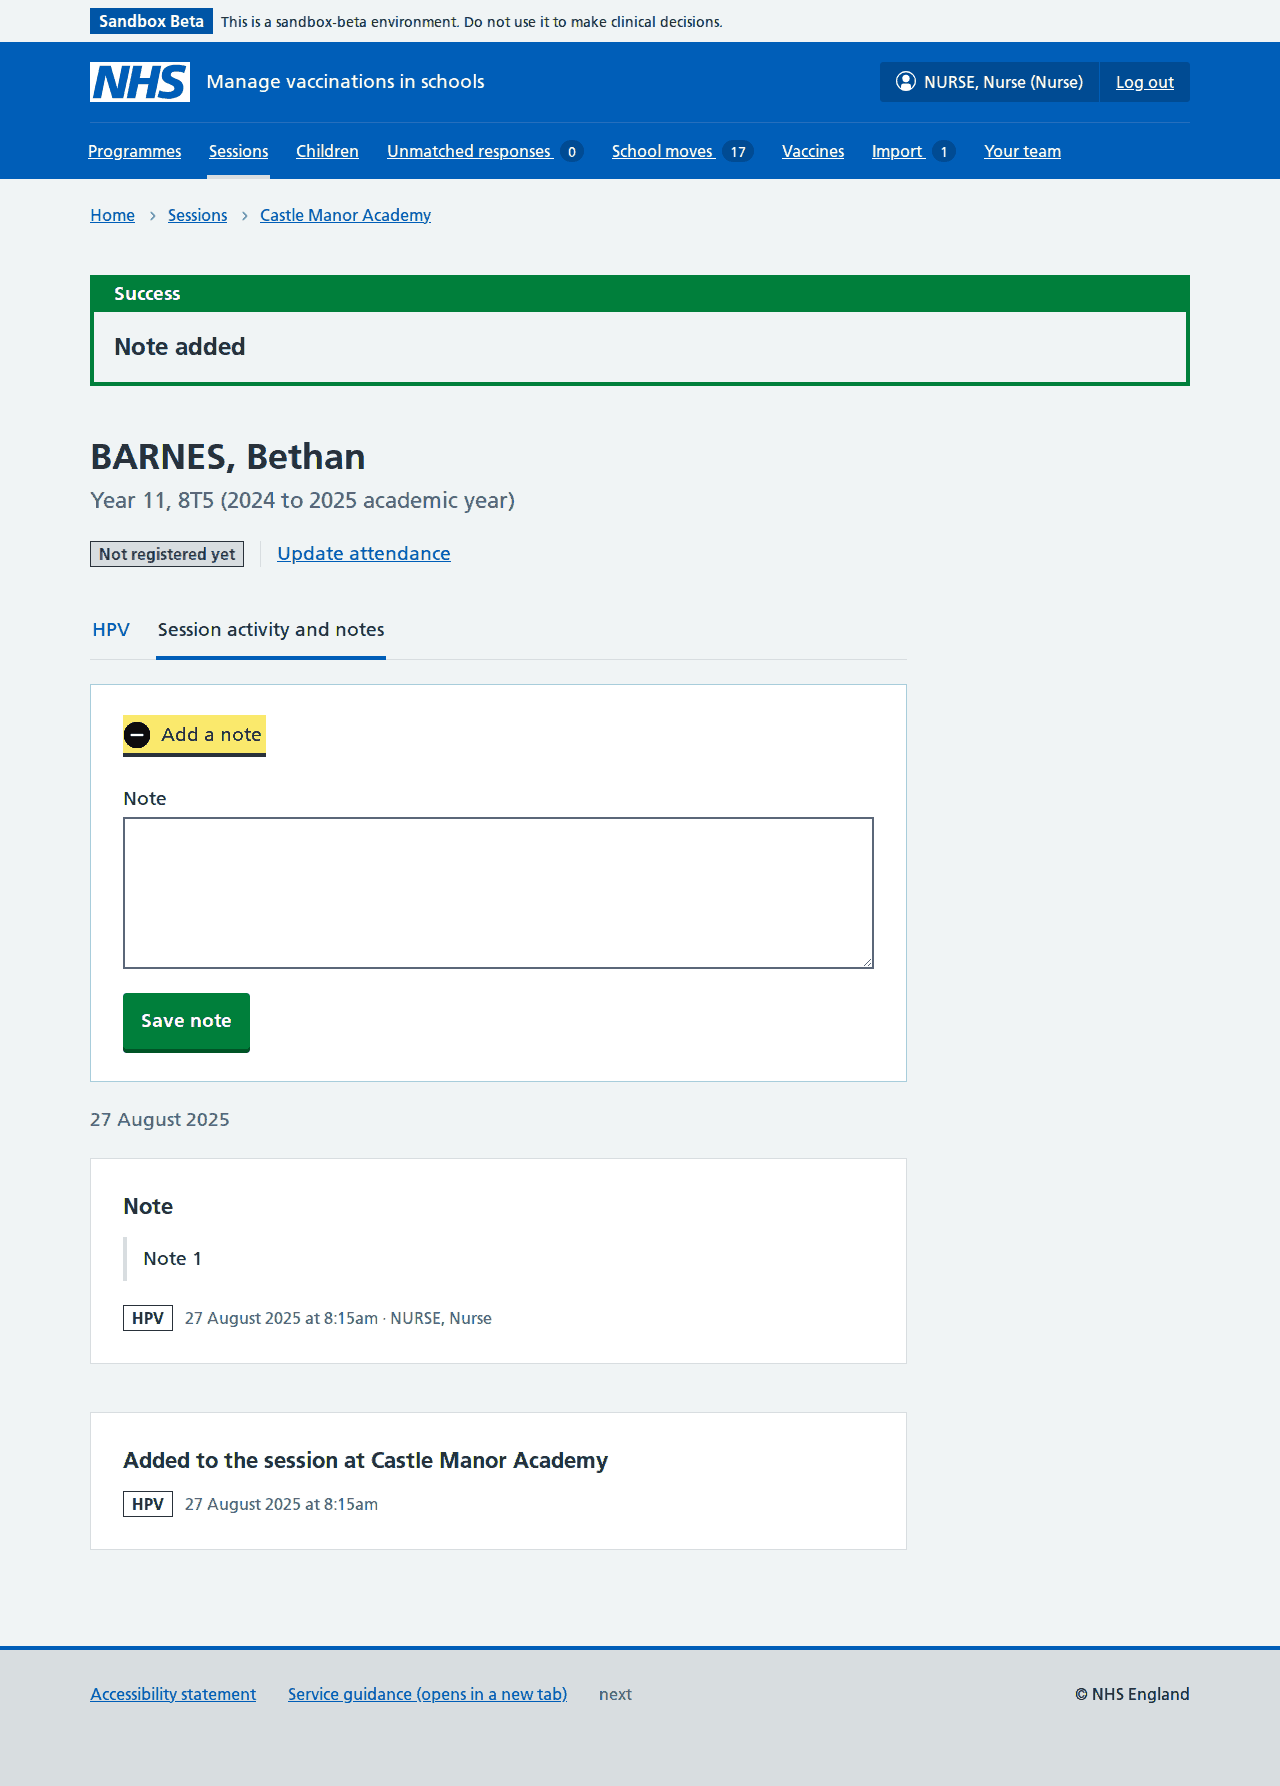 Sandbox Beta This is a sandbox-beta environment. Do not use it to make clinical decisions.
NHS Manage vaccinations in schools NURSE, Nurse (Nurse) Log out
Programmes Sessions Children Unmatched responses 0 School moves 17 Vaccines Import 1 Your team
Home Sessions Castle Manor Academy
Success
Note added
BARNES, Bethan
Year 11, 8T5 (2024 to 2025 academic year)
Not registered yet Update attendance
HPV Session activity and notes
Add a note
Note
Save note
27 August 2025
Note
Note 1
HPV 27 August 2025 at 8:15am · NURSE, Nurse
Added to the session at Castle Manor Academy
HPV 27 August 2025 at 8:15am
Accessibility statement Service guidance (opens in a new tab) next © NHS England